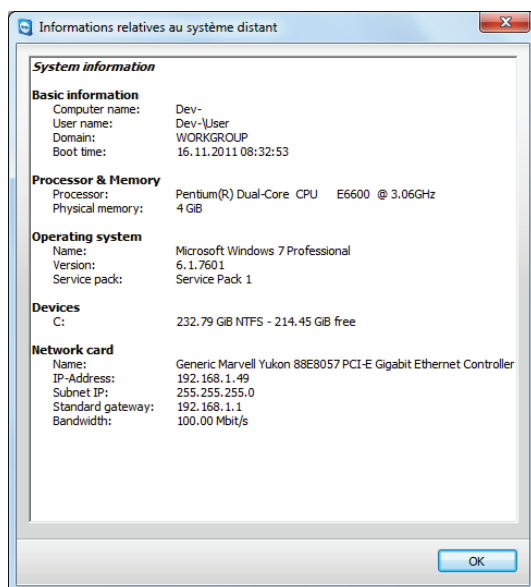 Informations relatives au système distant
System information
Basic information
Computer name: Dev-
User name: Dev-\User
Domain: WORKGROUP
Boot time: 16.11.2011 08:32:53
Processor & Memory
Processor: Pentium(R) Dual-Core CPU E6600 @ 3.06GHz
Physical memory: 4 GiB
Operating system
Name: Microsoft Windows 7 Professional
Version: 6.1.7601
Service pack: Service Pack 1
Devices
C: 232.79 GiB NTFS - 214.45 GiB free
Network card
Name: Generic Marvell Yukon 88E8057 PCI-E Gigabit Ethernet Controller
IP-Address: 192.168.1.49
Subnet IP: 255.255.255.0
Standard gateway: 192.168.1.1
Bandwidth: 100.00 Mbit/s
OK